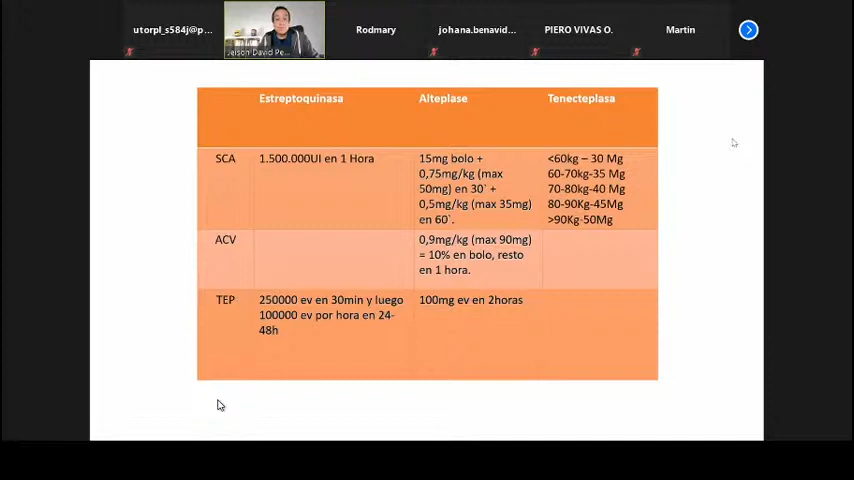 utorpl_s584j@p...
Jeison David Pe...
Rodmary
johana.benavid...
PIERO VIVAS O.
Martin
Estreptoquinasa Alteplase Tenecteplasa
SCA
1.500.000UI en 1 Hora
15mg bolo +
0,75mg/kg (max
50mg) en 30` +
0,5mg/kg (max 35mg)
en 60`.
<60kg – 30 Mg
60-70kg-35 Mg
70-80kg-40 Mg
80-90Kg-45Mg
>90Kg-50Mg
ACV
0,9mg/kg (max 90mg)
= 10% en bolo, resto
en 1 hora.
TEP
250000 ev en 30min y luego
100000 ev por hora en 24-
48h
100mg ev en 2horas